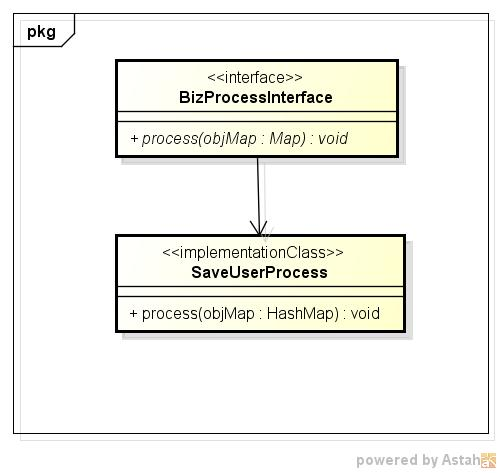 pkg
<<interface>>
BizProcessInterface
+ process(objMap : Map) : void
<<implementationClass>>
SaveUserProcess
+ process(objMap : HashMap) : void
powered by Astah